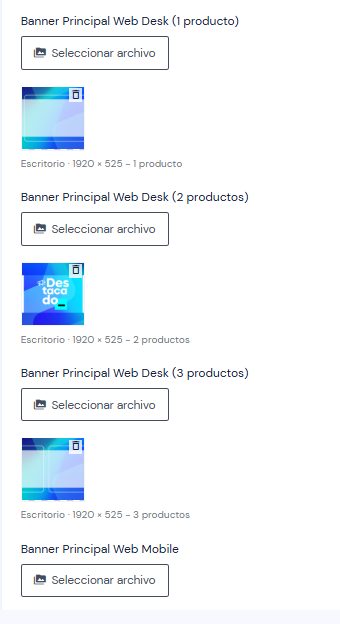 Banner Principal Web Desk (1 producto)
Seleccionar archivo
Escritorio · 1920 × 525 – 1 producto
Banner Principal Web Desk (2 productos)
Seleccionar archivo
Des
taca
do
Escritorio · 1920 × 525 – 2 productos
Banner Principal Web Desk (3 productos)
Seleccionar archivo
Escritorio · 1920 × 525 – 3 productos
Banner Principal Web Mobile
Seleccionar archivo